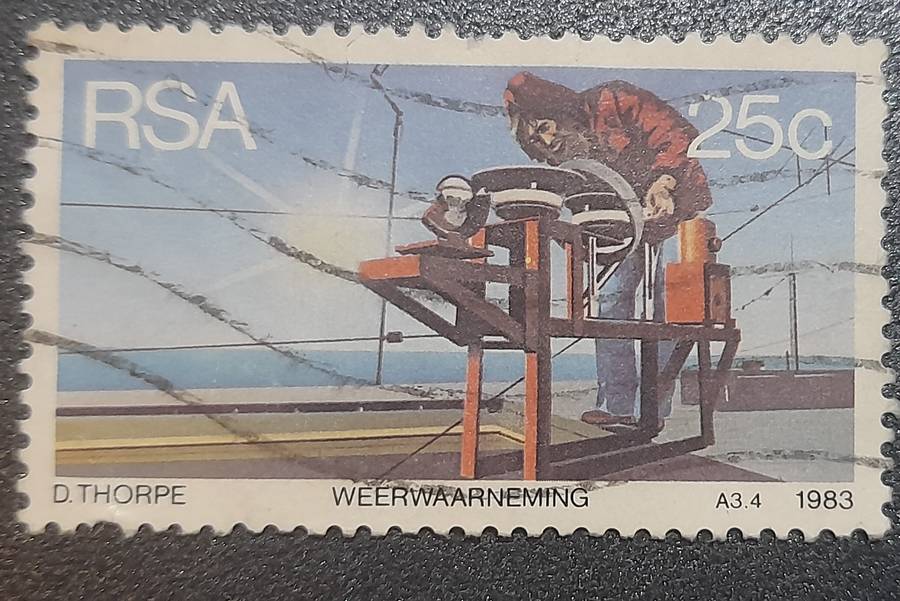 RSA 25c
D. THORPE WEERWAARNEMING A3.4 1983